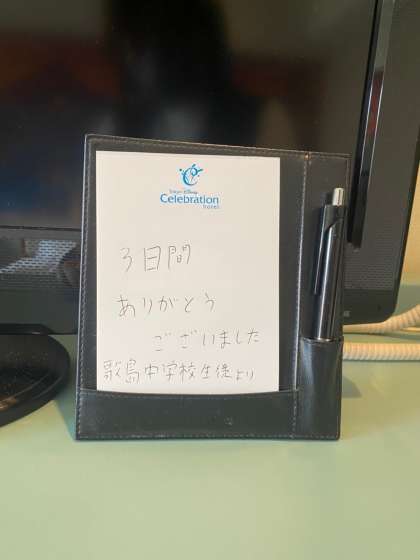 Tokyo Disney
Celebration
Hotel
3日間
ありがとう
ございました
歌島中学校生徒より